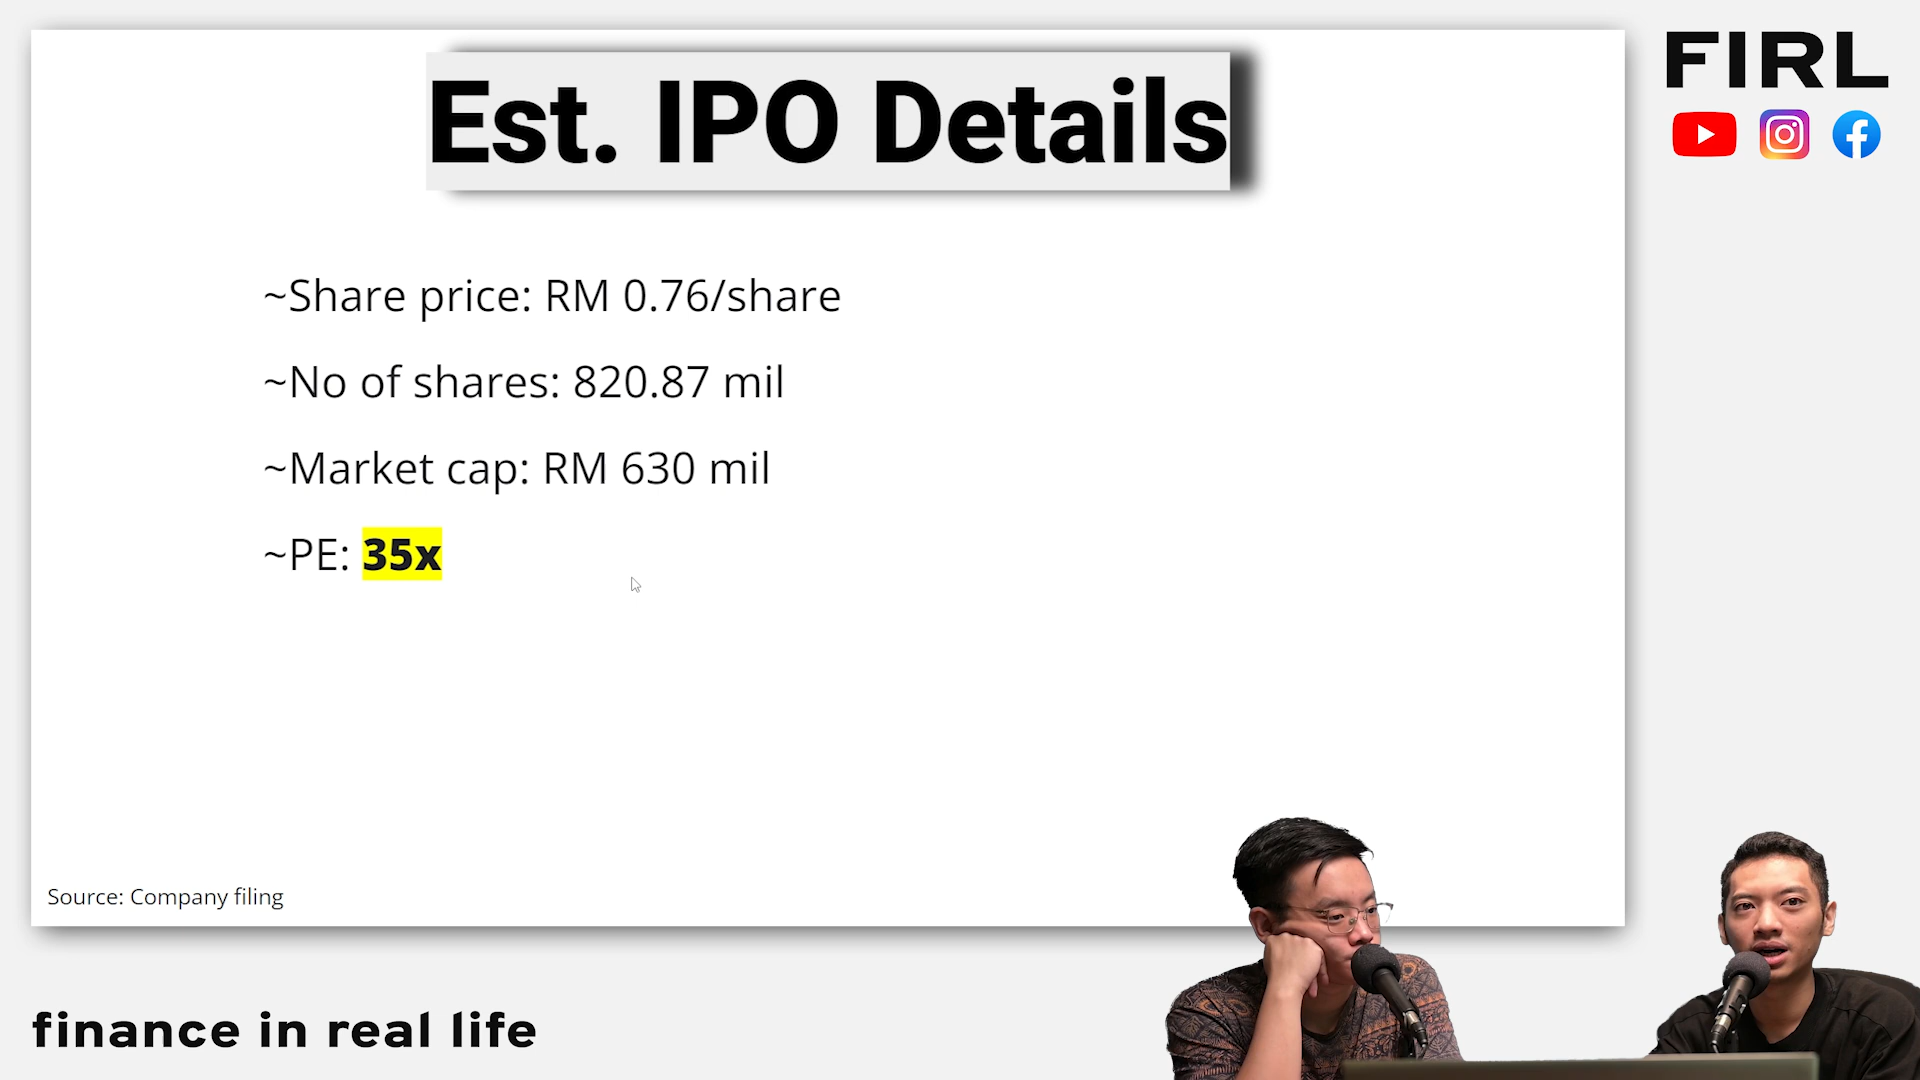 Est. IPO Details
FIRL
~Share price: RM 0.76/share
~No of shares: 820.87 mil
~Market cap: RM 630 mil
~PE: 35x
Source: Company filing
finance in real life